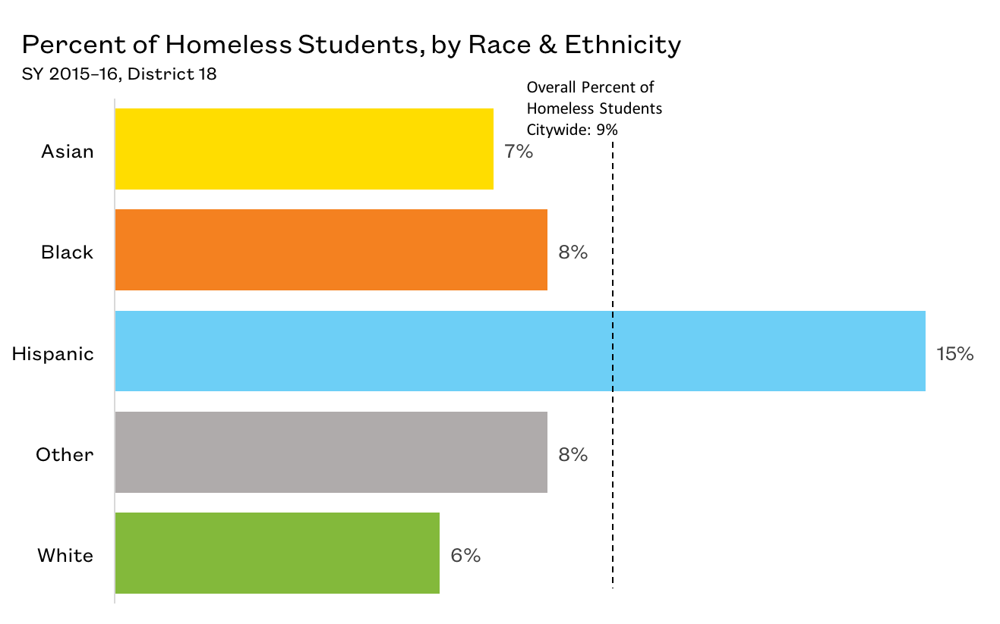 Percent of Homeless Students, by Race & Ethnicity
SY 2015–16, District 18
Overall Percent of
Homeless Students
Citywide: 9%
Asian
7%
Black
8%
Hispanic
15%
Other
8%
White
6%